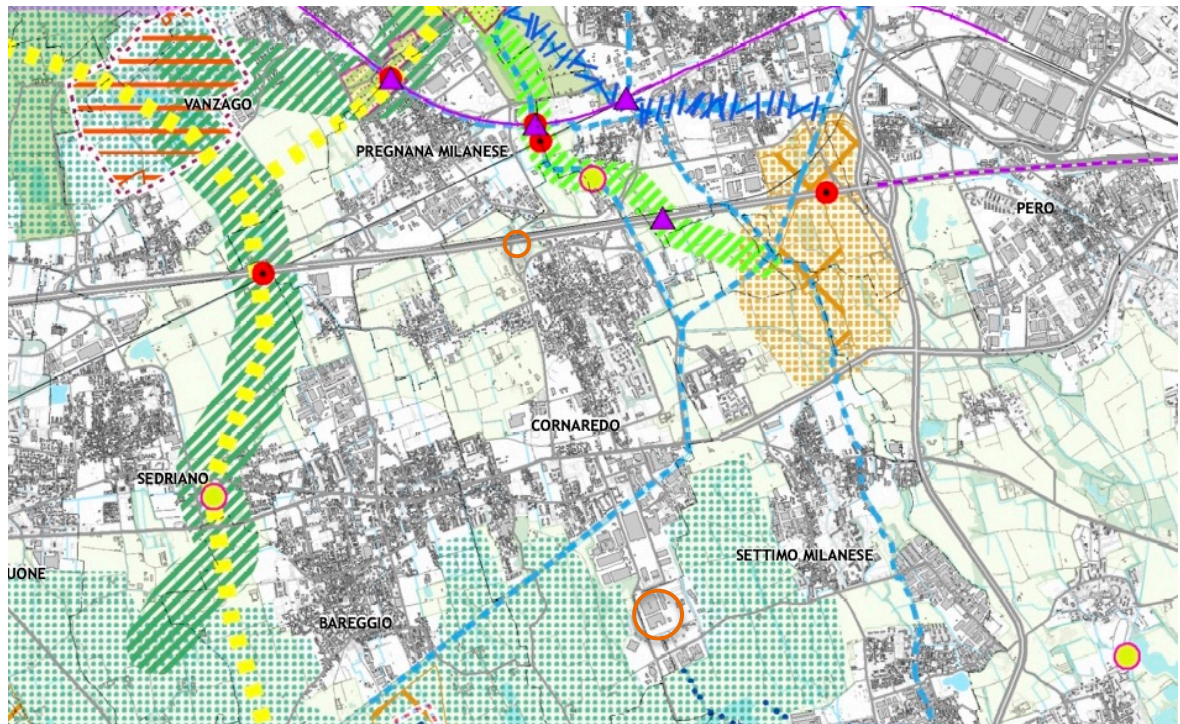 VANZAGO
PREGNANA MILANESE
PERO
CORNAREDO
SEDRIANO
SETTIMO MILANESE
UONE
BAREGGIO